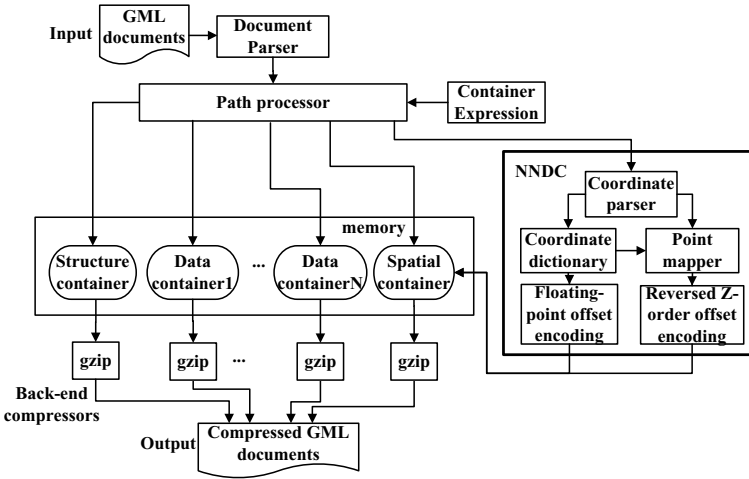 Input
GML
documents
Document
Parser
Path processor
Container
Expression
NNDC
Coordinate
parser
memory
Structure
container
Data
container1
...
Data
containerN
Spatial
container
Coordinate
dictionary
Point
mapper
Floating-
point offset
encoding
Reversed Z-
order offset
encoding
gzip
gzip
...
gzip
gzip
Back-end
compressors
Output
Compressed GML
documents